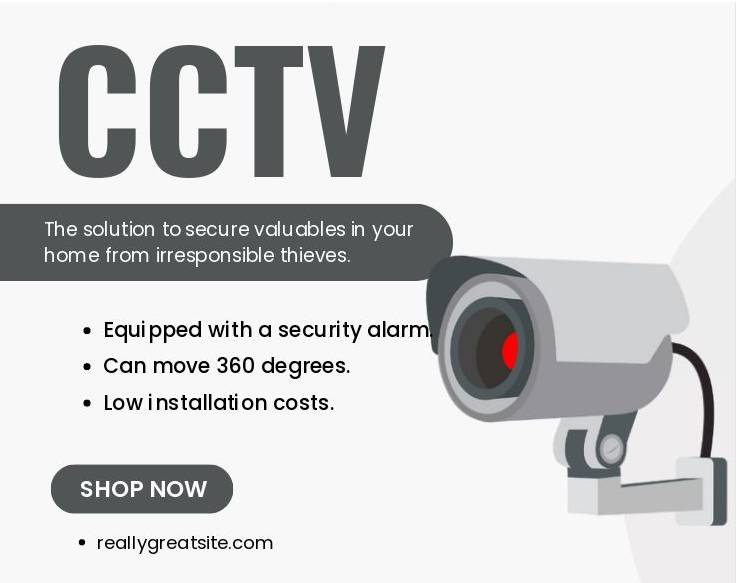 CCTV
The solution to secure valuables in your
home from irresponsible thieves.
• Equipped with a security alarm.
• Can move 360 degrees.
• Low installation costs.
SHOP NOW
• reallygreatsite.com